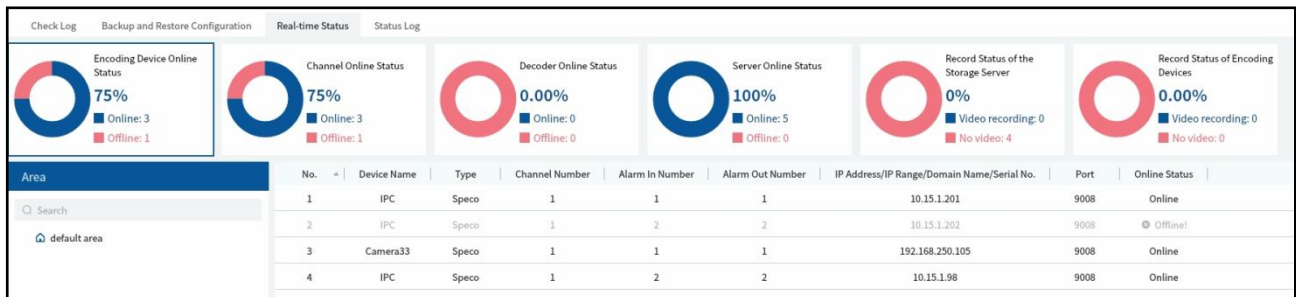 Check Log Backup and Restore Configuration Real-time Status Status Log
Encoding Device Online
Status
75%
Online: 3
Offline: 1
Channel Online Status
75%
Online: 3
Offline: 1
Decoder Online Status
0.00%
Online: 0
Offline: 0
Server Online Status
100%
Online: 5
Offline: 0
Record Status of the
Storage Server
0%
Video recording: 0
No video: 4
Record Status of Encoding
Devices
0.00%
Video recording: 0
No video: 0
Area
Search
default area
No. Device Name Type Channel Number Alarm In Number Alarm Out Number IP Address/IP Range/Domain Name/Serial No. Port Online Status
1 IPC Speco 1 1 1 10.15.1.201 9008 Online
2 IPC Speco 1 2 2 10.15.1.202 9008 Offline!
3 Camera33 Speco 1 1 1 192.168.250.105 9008 Online
4 IPC Speco 1 2 2 10.15.1.98 9008 Online